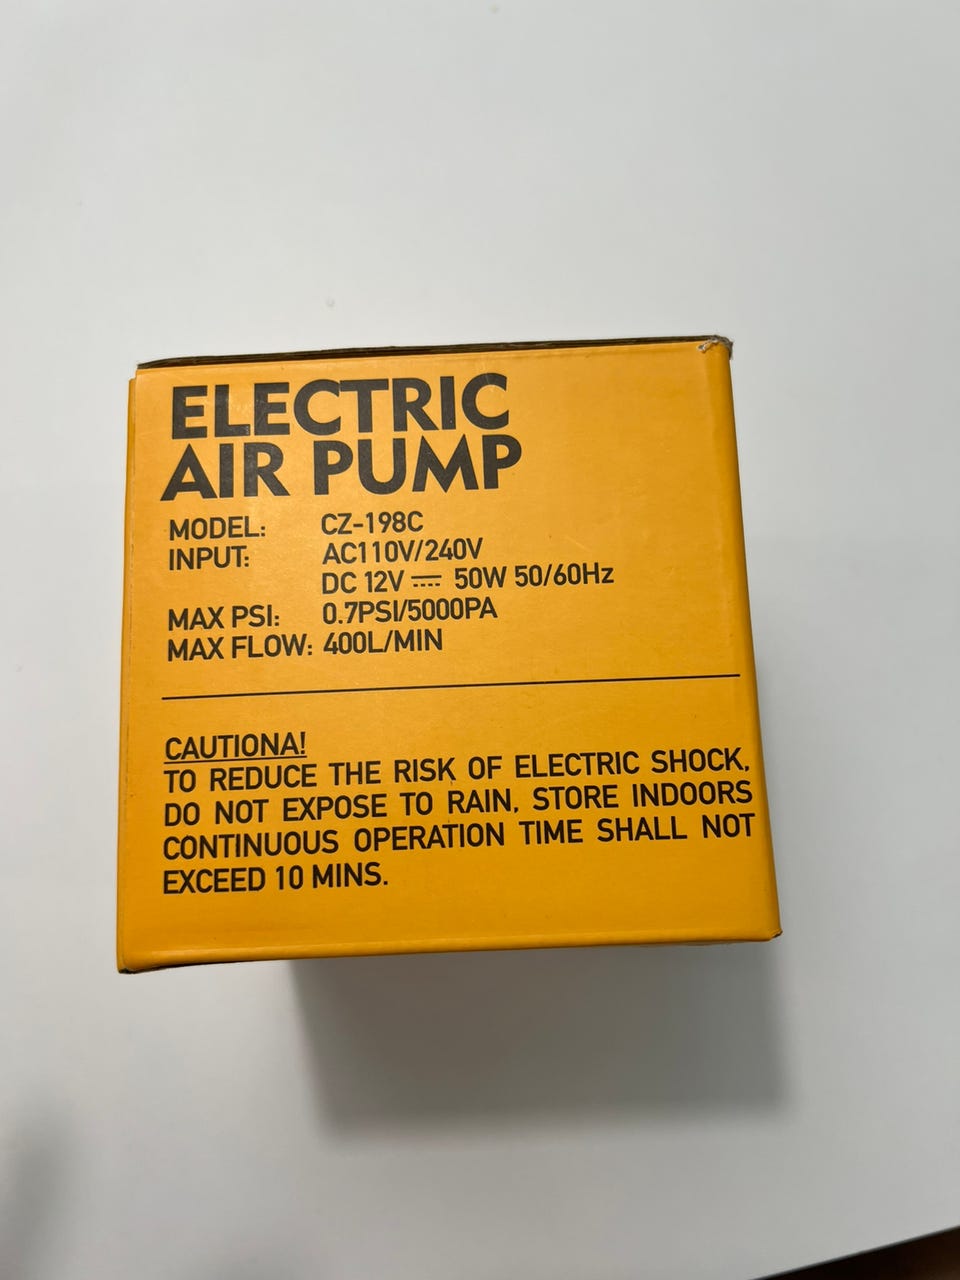 ELECTRIC
AIR PUMP
MODEL: CZ-198C
INPUT: AC110V/240V
DC 12V ⎓ 50W 50/60Hz
MAX PSI: 0.7PSI/5000PA
MAX FLOW: 400L/MIN
CAUTIONA!
TO REDUCE THE RISK OF ELECTRIC SHOCK,
DO NOT EXPOSE TO RAIN, STORE INDOORS
CONTINUOUS OPERATION TIME SHALL NOT
EXCEED 10 MINS.